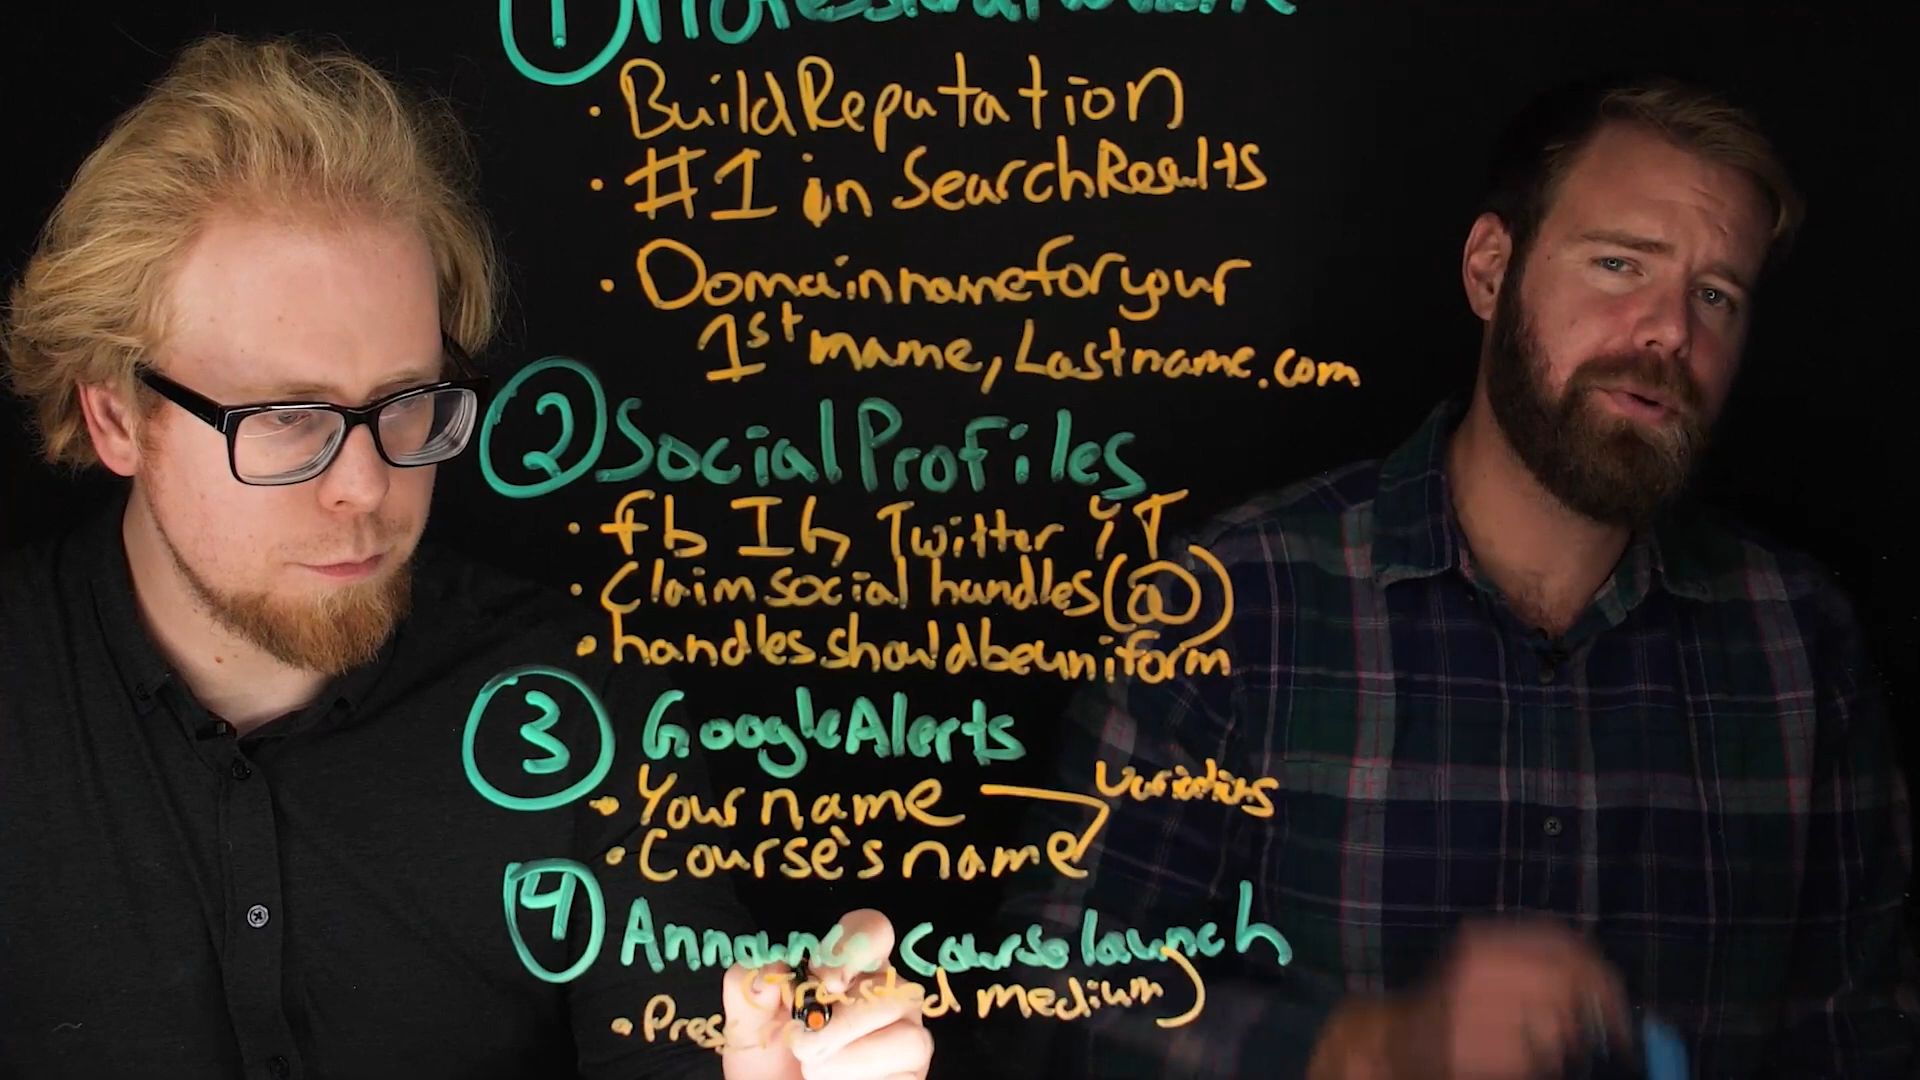 ①
• Build Reputation
• #1 in Search Results
• Domain name for your
1st name, Lastname.com
② Social Profiles
• fb IG Twitter YT
• Claim social handles (@)
• handles should be uniform
③ Google Alerts
• Your name
Variations
• Course's name
④ Announce course launch
(Trusted medium)
• Press